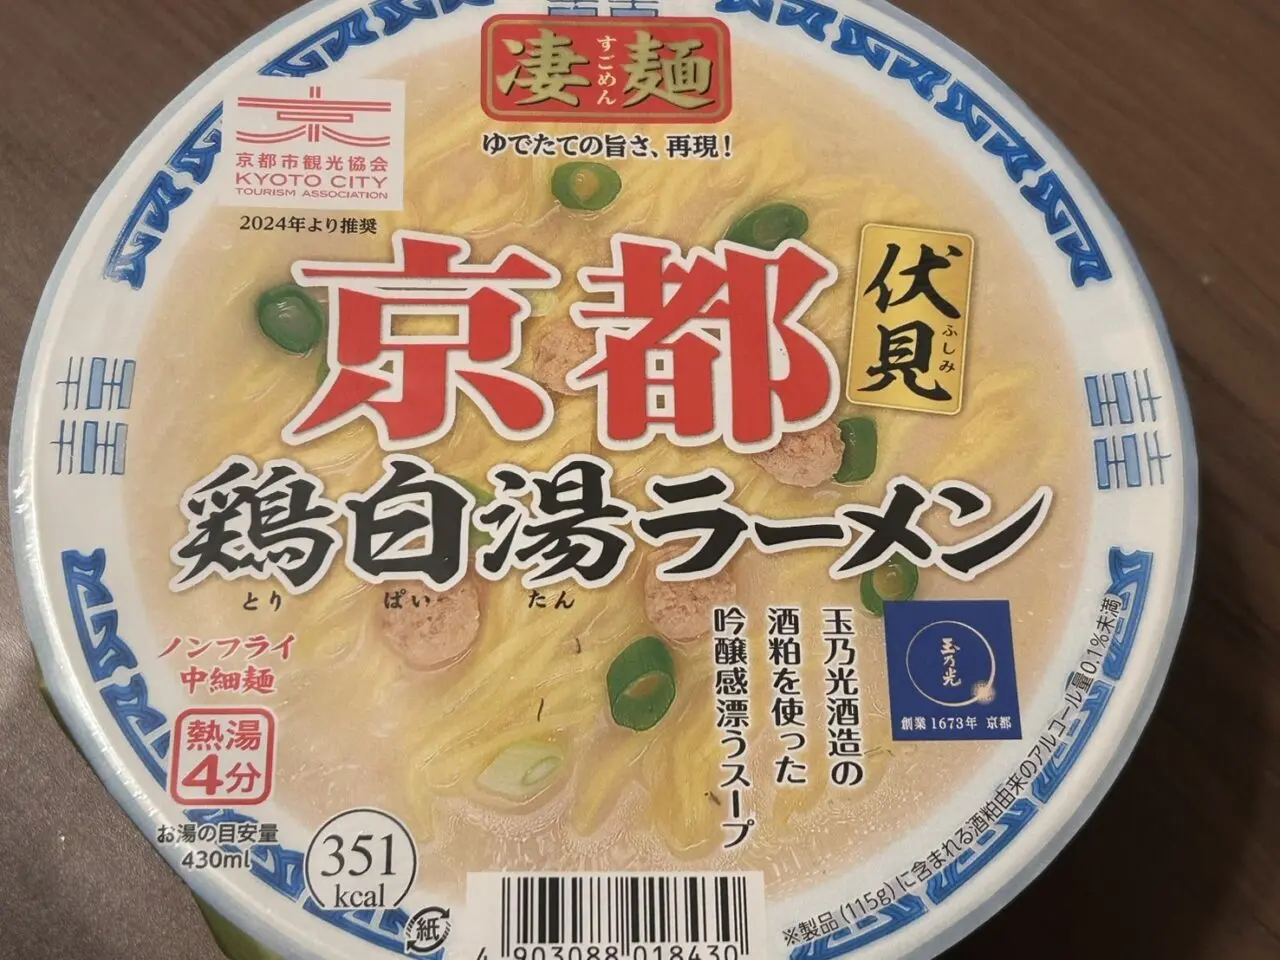 凄麺
すごめん
ゆでたての旨さ、再現!
京
京都市観光協会
KYOTO CITY
TOURISM ASSOCIATION
2024年より推奨
京都
伏見
ふしみ
鶏白湯ラーメン
とり ぱい たん
ノンフライ
中細麺
熱湯
4分
お湯の目安量
430ml
351
kcal
紙
玉乃光酒造の
酒粕を使った
吟醸感漂うスープ
玉乃光
創業1673年 京都
※製品(115g)に含まれる酒粕由来のアルコール量0.1%未満
4 903088 018430